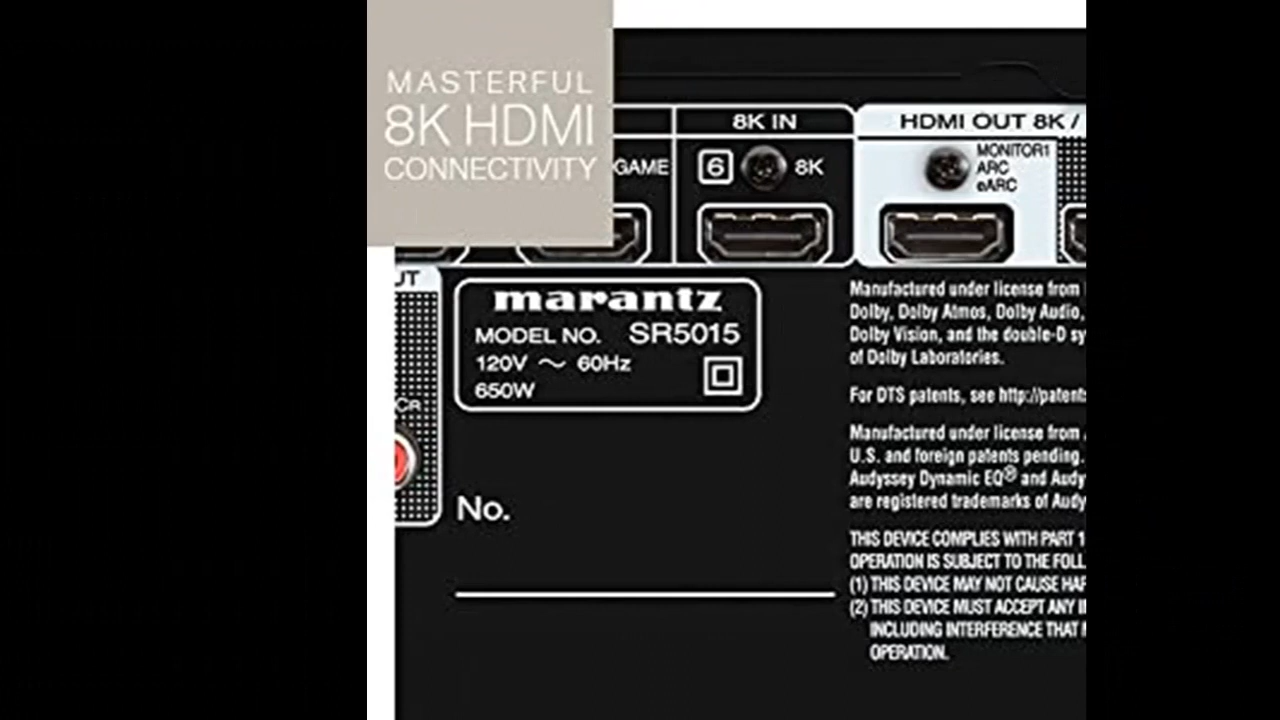 MASTERFUL
8K HDMI
CONNECTIVITY
GAME
8K IN
6 8K
HDMI OUT 8K /
MONITOR1
ARC
eARC
marantz
MODEL NO. SR5015
120V ~ 60Hz
650W
CR
No.
Manufactured under license from
Dolby, Dolby Atmos, Dolby Audio,
Dolby Vision, and the double-D sy
of Dolby Laboratories.
For DTS patents, see http://patent
Manufactured under license from
U.S. and foreign patents pending.
Audyssey Dynamic EQ® and Audy
are registered trademarks of Audy
THIS DEVICE COMPLIES WITH PART 1
OPERATION IS SUBJECT TO THE FOLL
(1) THIS DEVICE MAY NOT CAUSE HAR
(2) THIS DEVICE MUST ACCEPT ANY
INCLUDING INTERFERENCE THAT
OPERATION.